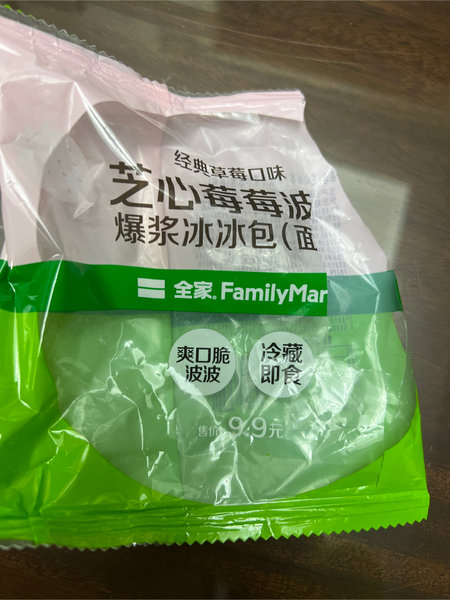 经典草莓口味
芝心莓莓波
爆浆冰冰包(面
全家 FamilyMar
爽口脆
波波
冷藏
即食
售价 9.9元